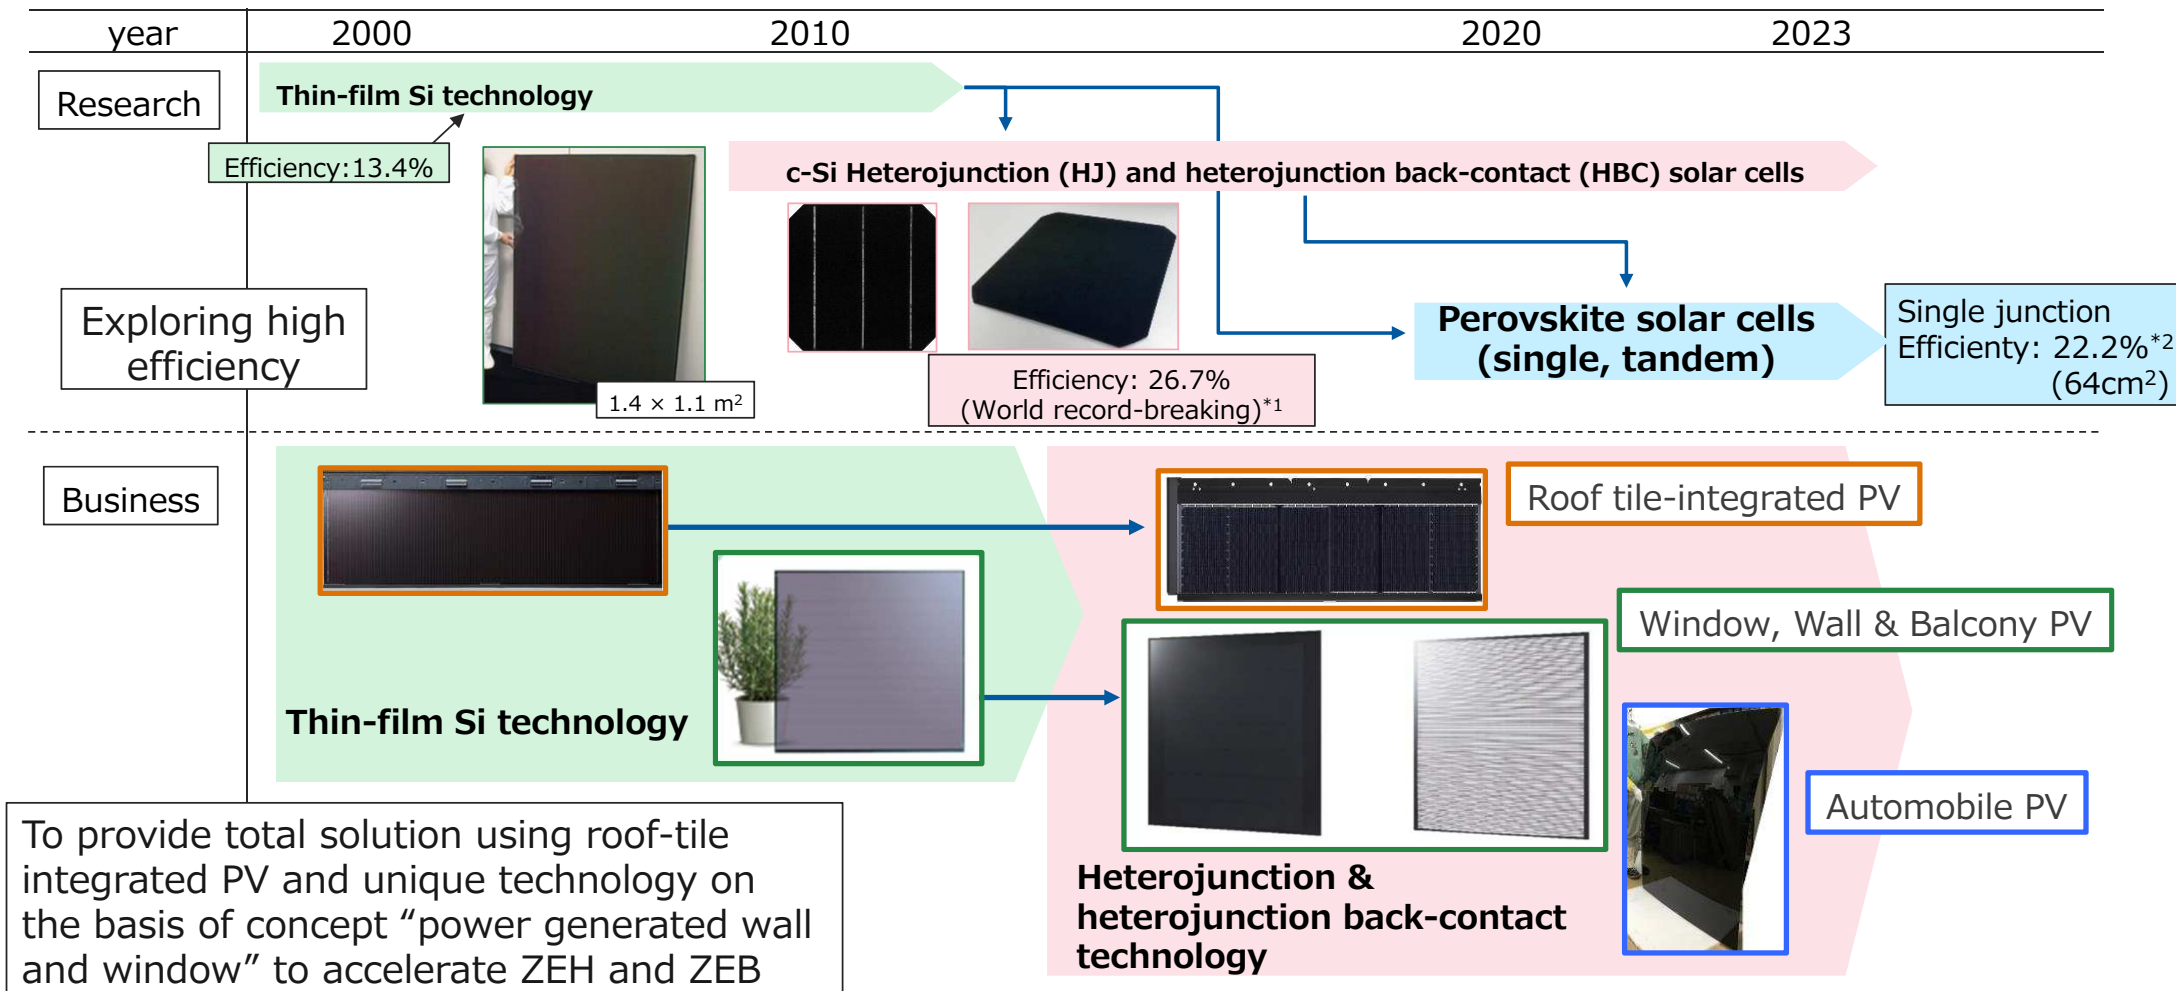 year 2000 2010 2020 2023
Research
Thin-film Si technology
Efficiency:13.4%
c-Si Heterojunction (HJ) and heterojunction back-contact (HBC) solar cells
Exploring high
efficiency
1.4 × 1.1 m²
Efficiency: 26.7%
(World record-breaking)*1
Perovskite solar cells
(single, tandem)
Single junction
Efficienty: 22.2%*2
(64cm²)
Business
Roof tile-integrated PV
Window, Wall & Balcony PV
Thin-film Si technology
Automobile PV
Heterojunction &
heterojunction back-contact
technology
To provide total solution using roof-tile
integrated PV and unique technology on
the basis of concept “power generated wall
and window” to accelerate ZEH and ZEB